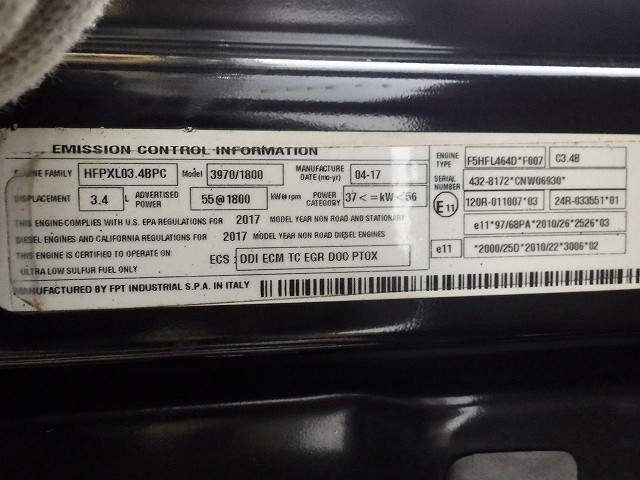 EMISSION CONTROL INFORMATION
ENGINE FAMILY HFPXL03.4BPC Model 3970/1800 MANUFACTURE DATE (mo-yr) 04-17
DISPLACEMENT 3.4 L ADVERTISED POWER 55@1800 kW@rpm POWER CATEGORY 37<=kW<56
THIS ENGINE COMPLIES WITH U.S. EPA REGULATIONS FOR 2017 MODEL YEAR NON ROAD AND STATIONARY
DIESEL ENGINES AND CALIFORNIA REGULATIONS FOR 2017 MODEL YEAR NON ROAD DIESEL ENGINES
THIS ENGINE IS CERTIFIED TO OPERATE ON: ECS: DDI ECM TC EGR DOC PTOX
ULTRA LOW SULFUR FUEL ONLY
MANUFACTURED BY FPT INDUSTRIAL S.P.A. IN ITALY
ENGINE TYPE F5HFL464D*F007 C3.4B
SERIAL NUMBER 432-8172*CNW06930*
E11 120R-011007*03 24R-033551*01
e11*97/68PA*2010/26*2526*03
e11 *2000/25D*2010/22*3006*02